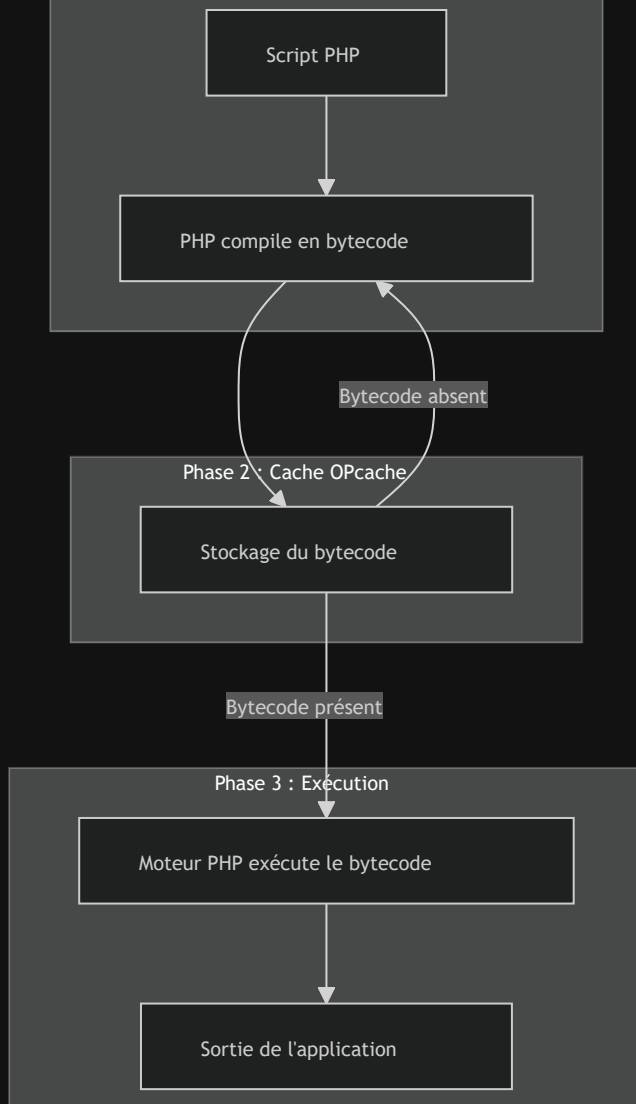 Script PHP
PHP compile en bytecode
Bytecode absent
Phase 2 : Cache OPcache
Stockage du bytecode
Bytecode présent
Phase 3 : Exécution
Moteur PHP exécute le bytecode
Sortie de l'application